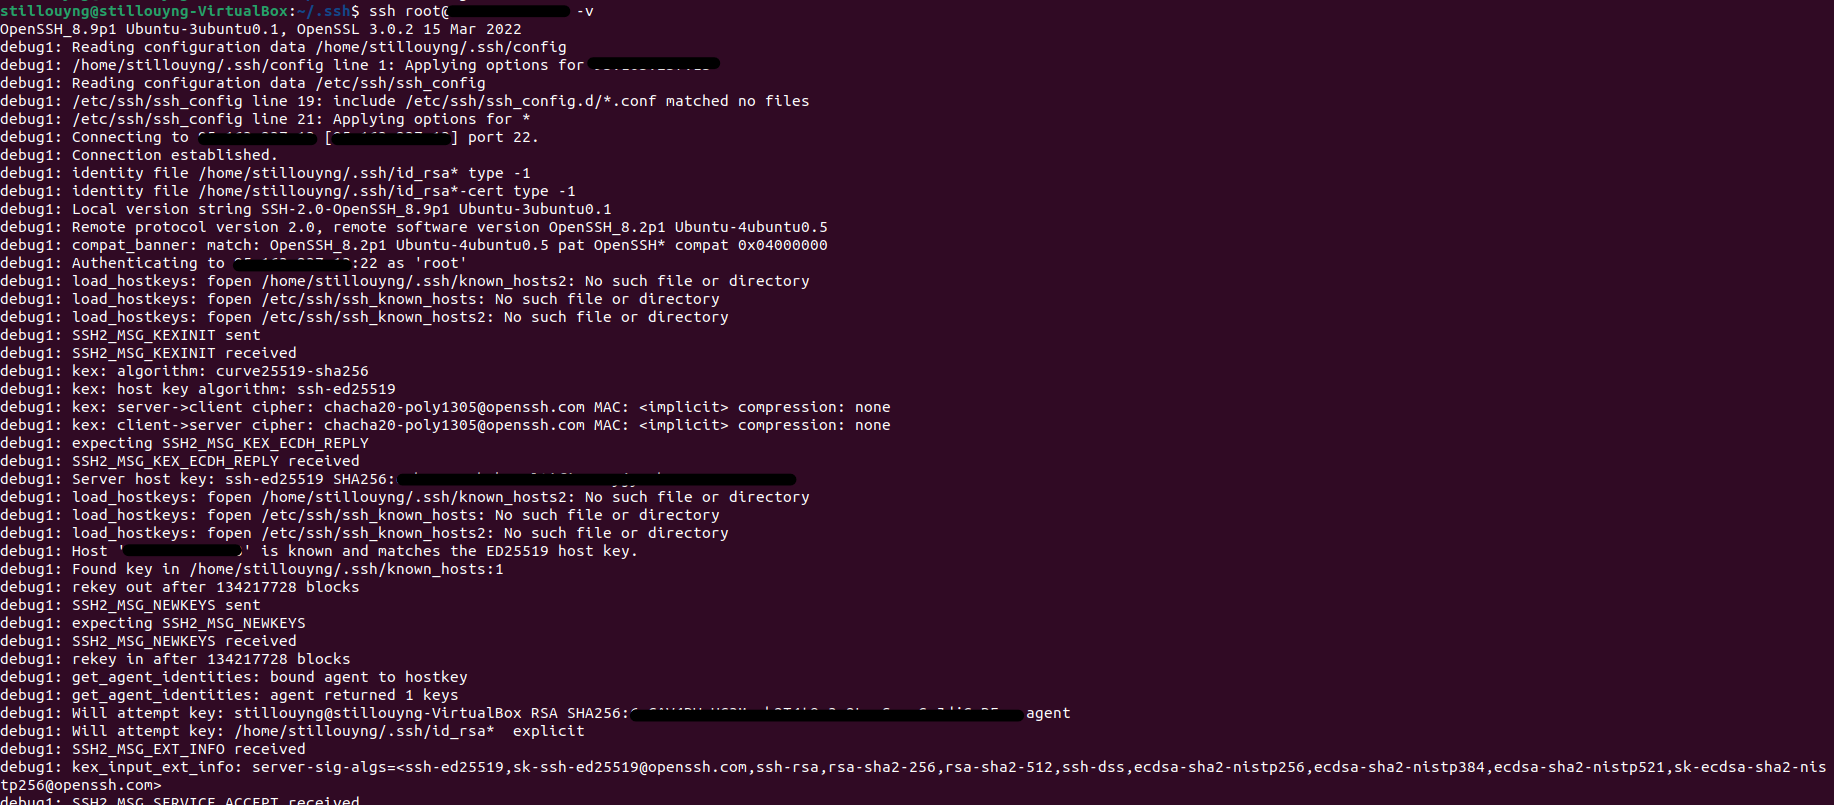 stillouyng@stillouyng-VirtualBox:~/.ssh$ ssh root@ -v
OpenSSH_8.9p1 Ubuntu-3ubuntu0.1, OpenSSL 3.0.2 15 Mar 2022
debug1: Reading configuration data /home/stillouyng/.ssh/config
debug1: /home/stillouyng/.ssh/config line 1: Applying options for
debug1: Reading configuration data /etc/ssh/ssh_config
debug1: /etc/ssh/ssh_config line 19: include /etc/ssh/ssh_config.d/*.conf matched no files
debug1: /etc/ssh/ssh_config line 21: Applying options for *
debug1: Connecting to [ ] port 22.
debug1: Connection established.
debug1: identity file /home/stillouyng/.ssh/id_rsa* type -1
debug1: identity file /home/stillouyng/.ssh/id_rsa*-cert type -1
debug1: Local version string SSH-2.0-OpenSSH_8.9p1 Ubuntu-3ubuntu0.1
debug1: Remote protocol version 2.0, remote software version OpenSSH_8.2p1 Ubuntu-4ubuntu0.5
debug1: compat_banner: match: OpenSSH_8.2p1 Ubuntu-4ubuntu0.5 pat OpenSSH* compat 0x04000000
debug1: Authenticating to :22 as 'root'
debug1: load_hostkeys: fopen /home/stillouyng/.ssh/known_hosts2: No such file or directory
debug1: load_hostkeys: fopen /etc/ssh/ssh_known_hosts: No such file or directory
debug1: load_hostkeys: fopen /etc/ssh/ssh_known_hosts2: No such file or directory
debug1: SSH2_MSG_KEXINIT sent
debug1: SSH2_MSG_KEXINIT received
debug1: kex: algorithm: curve25519-sha256
debug1: kex: host key algorithm: ssh-ed25519
debug1: kex: server->client cipher: chacha20-poly1305@openssh.com MAC: <implicit> compression: none
debug1: kex: client->server cipher: chacha20-poly1305@openssh.com MAC: <implicit> compression: none
debug1: expecting SSH2_MSG_KEX_ECDH_REPLY
debug1: SSH2_MSG_KEX_ECDH_REPLY received
debug1: Server host key: ssh-ed25519 SHA256:
debug1: load_hostkeys: fopen /home/stillouyng/.ssh/known_hosts2: No such file or directory
debug1: load_hostkeys: fopen /etc/ssh/ssh_known_hosts: No such file or directory
debug1: load_hostkeys: fopen /etc/ssh/ssh_known_hosts2: No such file or directory
debug1: Host ' ' is known and matches the ED25519 host key.
debug1: Found key in /home/stillouyng/.ssh/known_hosts:1
debug1: rekey out after 134217728 blocks
debug1: SSH2_MSG_NEWKEYS sent
debug1: expecting SSH2_MSG_NEWKEYS
debug1: SSH2_MSG_NEWKEYS received
debug1: rekey in after 134217728 blocks
debug1: get_agent_identities: bound agent to hostkey
debug1: get_agent_identities: agent returned 1 keys
debug1: Will attempt key: stillouyng@stillouyng-VirtualBox RSA SHA256: agent
debug1: Will attempt key: /home/stillouyng/.ssh/id_rsa*  explicit
debug1: SSH2_MSG_EXT_INFO received
debug1: kex_input_ext_info: server-sig-algs=<ssh-ed25519,sk-ssh-ed25519@openssh.com,ssh-rsa,rsa-sha2-256,rsa-sha2-512,ssh-dss,ecdsa-sha2-nistp256,ecdsa-sha2-nistp384,ecdsa-sha2-nistp521,sk-ecdsa-sha2-nis
tp256@openssh.com>
debug1: SSH2_MSG_SERVICE_ACCEPT received